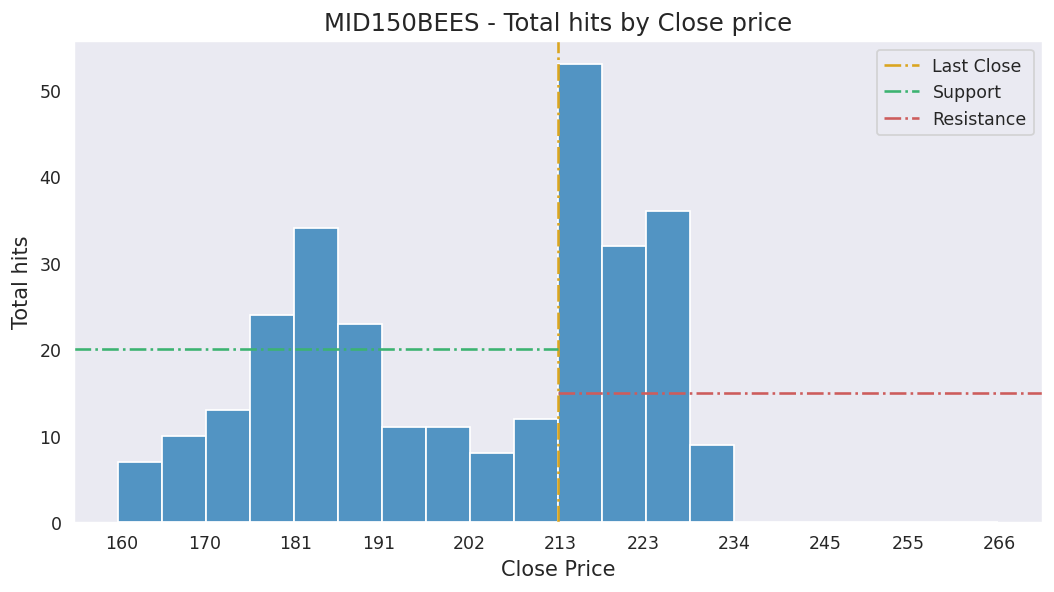 MID150BEES - Total hits by Close price
Last Close
Support
Resistance
Total hits
50
40
30
20
10
0
160 170 181 191 202 213 223 234 245 255 266
Close Price